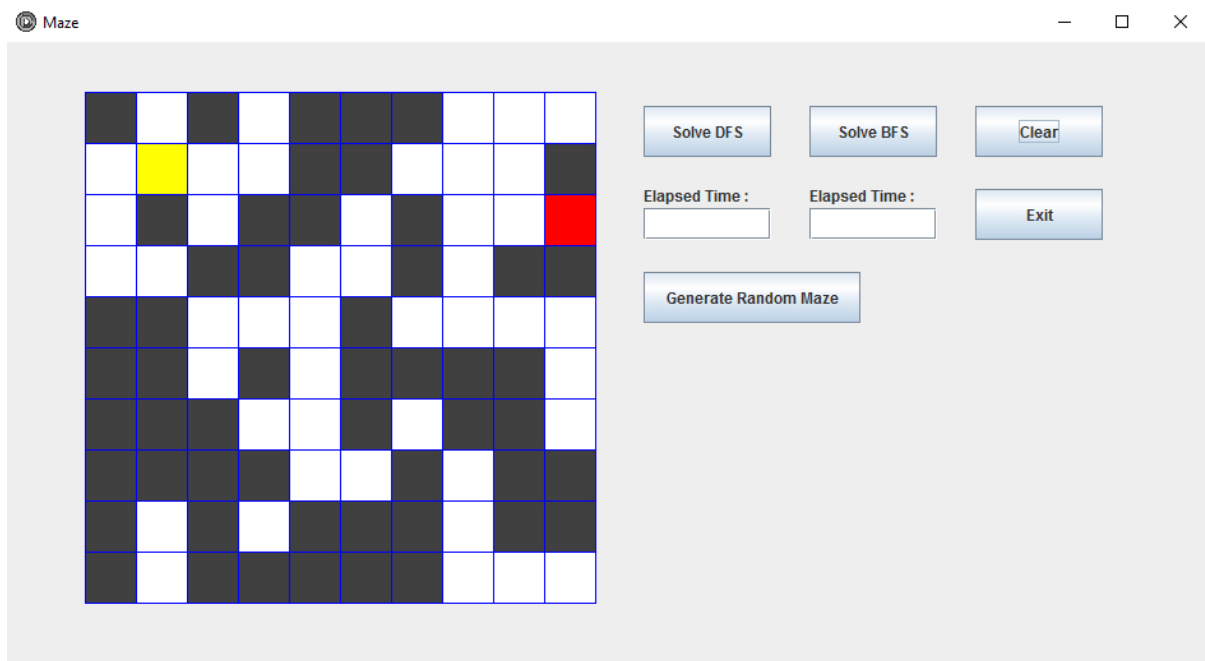 Maze
Solve DFS
Solve BFS
Clear
Elapsed Time :
Elapsed Time :
Exit
Generate Random Maze